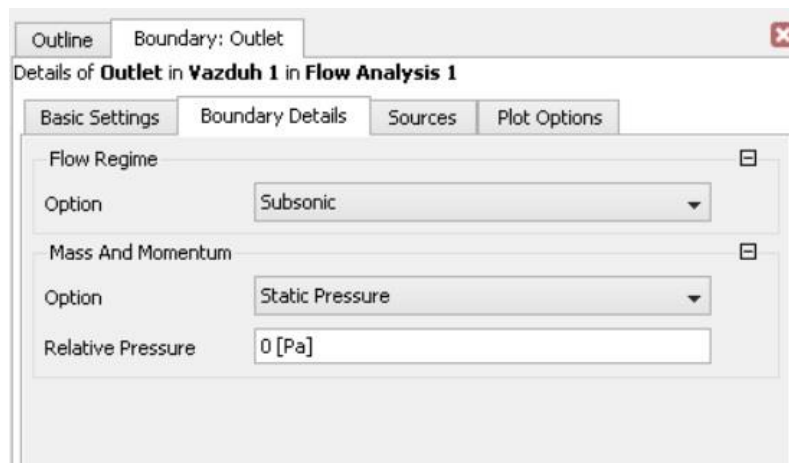 Outline Boundary: Outlet
Details of Outlet in Vazduh 1 in Flow Analysis 1
Basic Settings Boundary Details Sources Plot Options
Flow Regime
Option Subsonic
Mass And Momentum
Option Static Pressure
Relative Pressure 0 [Pa]